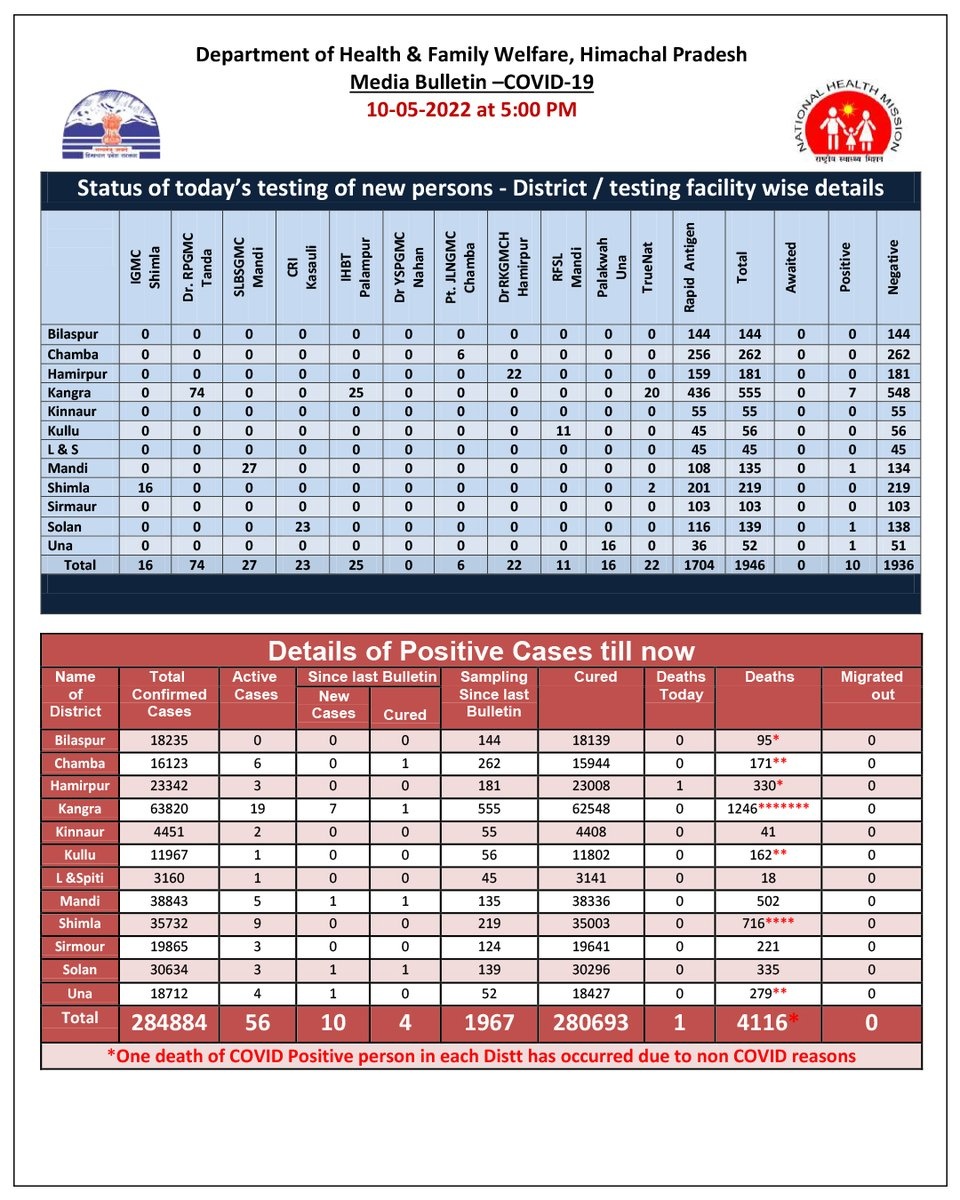 Department of Health & Family Welfare, Himachal Pradesh
Media Bulletin –COVID-19
10-05-2022 at 5:00 PM
हिमाचल प्रदेश सरकार
NATIONAL HEALTH MISSION
राष्ट्रीय स्वास्थ्य मिशन
Status of today's testing of new persons - District / testing facility wise details
IGMC Shimla Dr. RPGMC Tanda SLBSGMC Mandi CRI Kasauli IHBT Palampur Dr YSPGMC Nahan Pt. JLNGMC Chamba DrRKGMCH Hamirpur RFSL Mandi Palakwah Una TrueNat Rapid Antigen Total Awaited Positive Negative
Bilaspur 0 0 0 0 0 0 0 0 0 0 0 144 144 0 0 144
Chamba 0 0 0 0 0 0 6 0 0 0 0 256 262 0 0 262
Hamirpur 0 0 0 0 0 0 0 22 0 0 0 159 181 0 0 181
Kangra 0 74 0 0 25 0 0 0 0 0 20 436 555 0 7 548
Kinnaur 0 0 0 0 0 0 0 0 0 0 0 55 55 0 0 55
Kullu 0 0 0 0 0 0 0 0 11 0 0 45 56 0 0 56
L & S 0 0 0 0 0 0 0 0 0 0 0 45 45 0 0 45
Mandi 0 0 27 0 0 0 0 0 0 0 0 108 135 0 1 134
Shimla 16 0 0 0 0 0 0 0 0 0 2 201 219 0 0 219
Sirmaur 0 0 0 0 0 0 0 0 0 0 0 103 103 0 0 103
Solan 0 0 0 23 0 0 0 0 0 0 0 116 139 0 1 138
Una 0 0 0 0 0 0 0 0 0 16 0 36 52 0 1 51
Total 16 74 27 23 25 0 6 22 11 16 22 1704 1946 0 10 1936
Details of Positive Cases till now
Name of District Total Confirmed Cases Active Cases Since last Bulletin New Cases Cured Sampling Since last Bulletin Cured Deaths Today Deaths Migrated out
Bilaspur 18235 0 0 0 144 18139 0 95* 0
Chamba 16123 6 0 1 262 15944 0 171** 0
Hamirpur 23342 3 0 0 181 23008 1 330* 0
Kangra 63820 19 7 1 555 62548 0 1246******* 0
Kinnaur 4451 2 0 0 55 4408 0 41 0
Kullu 11967 1 0 0 56 11802 0 162** 0
L &Spiti 3160 1 0 0 45 3141 0 18 0
Mandi 38843 5 1 1 135 38336 0 502 0
Shimla 35732 9 0 0 219 35003 0 716**** 0
Sirmour 19865 3 0 0 124 19641 0 221 0
Solan 30634 3 1 1 139 30296 0 335 0
Una 18712 4 1 0 52 18427 0 279** 0
Total 284884 56 10 4 1967 280693 1 4116* 0
*One death of COVID Positive person in each Distt has occurred due to non COVID reasons